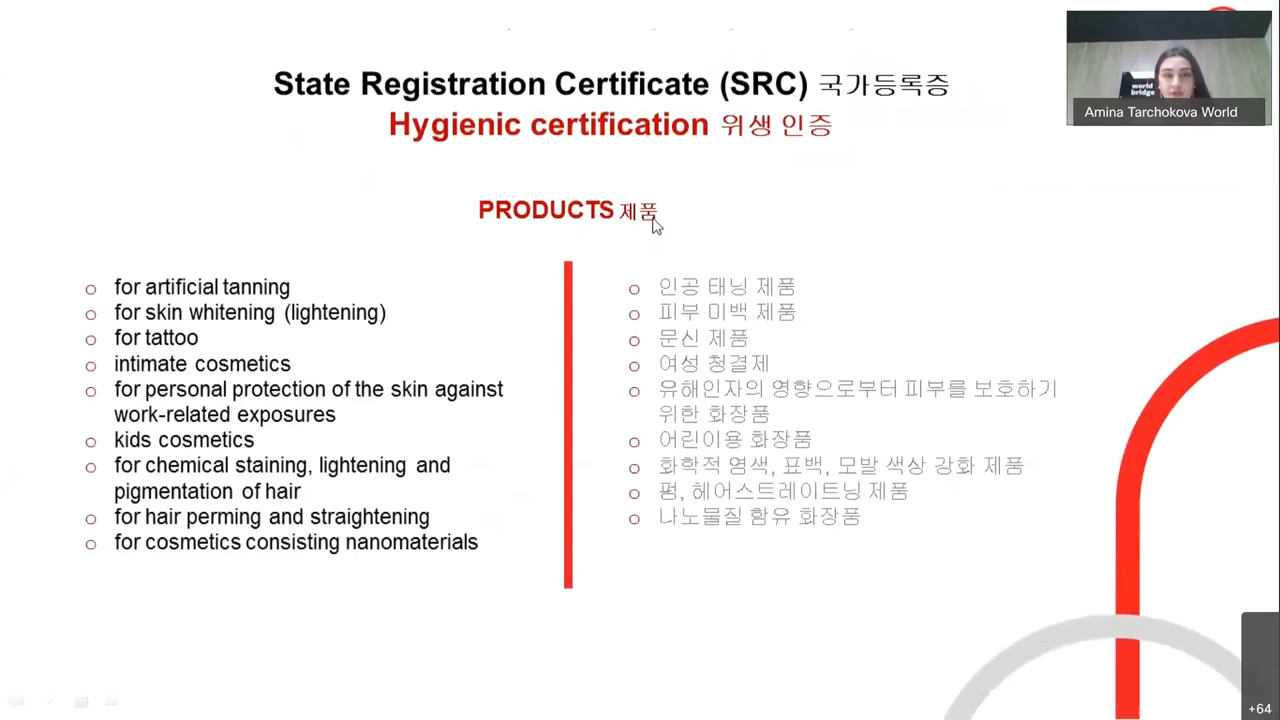 State Registration Certificate (SRC) 국가등록증
Hygienic certification 위생 인증
world bridge
Amina Tarchokova World
PRODUCTS 제품
for artificial tanning
for skin whitening (lightening)
for tattoo
intimate cosmetics
for personal protection of the skin against
work-related exposures
kids cosmetics
for chemical staining, lightening and
pigmentation of hair
for hair perming and straightening
for cosmetics consisting nanomaterials
인공 태닝 제품
피부 미백 제품
문신 제품
여성 청결제
유해인자의 영향으로부터 피부를 보호하기
위한 화장품
어린이용 화장품
화학적 염색, 표백, 모발 색상 강화 제품
펌, 헤어스트레이트닝 제품
나노물질 함유 화장품
+64